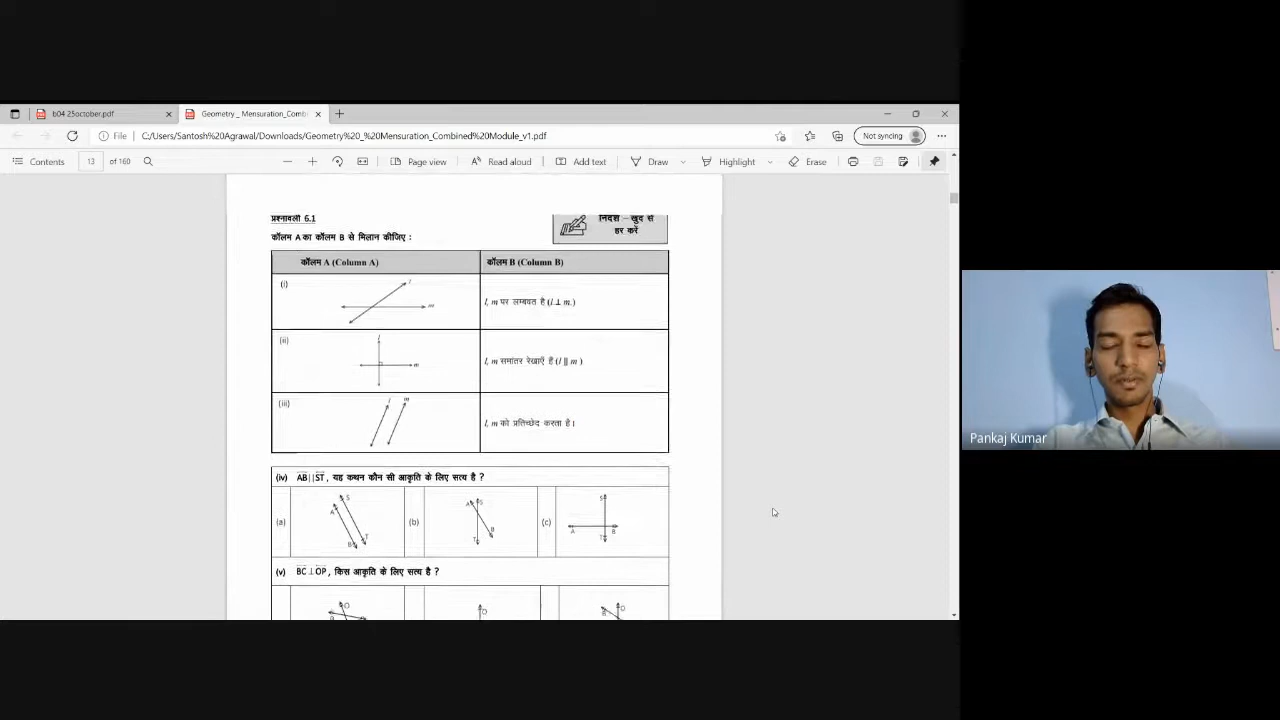 b04 25october.pdf
Geometry _ Mensuration_Comb
File C:/Users/Santosh%20Agrawal/Downloads/Geometry%20_%20Mensuration_Combined%20Module_v1.pdf
Not syncing
Contents 13 of 160 Page view Read aloud Add text Draw Highlight Erase
प्रश्नावली 6.1
निर्देश – खुद से
हर करें
कॉलम A का कॉलम B से मिलान कीजिए :
कॉलम A (Column A) कॉलम B (Column B)
(i) l m l, m पर लम्बवत है (l ⊥ m.)
(ii) l m l, m समांतर रेखाऐं हैं (l || m )
(iii) l m l, m को प्रतिच्छेद करता है।
(iv) AB||ST, यह कथन कौन सी आकृति के लिए सत्य है ?
(a) A S B T (b) A S B T (c) S A B T
(v) BC⊥OP, किस आकृति के लिए सत्य है ?
O O O
Pankaj Kumar